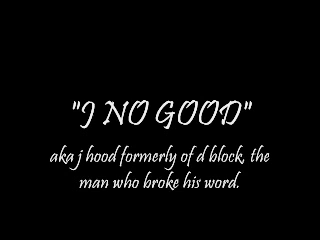 "J NO GOOD"
aka j hood formerly of d block, the
man who broke his word.